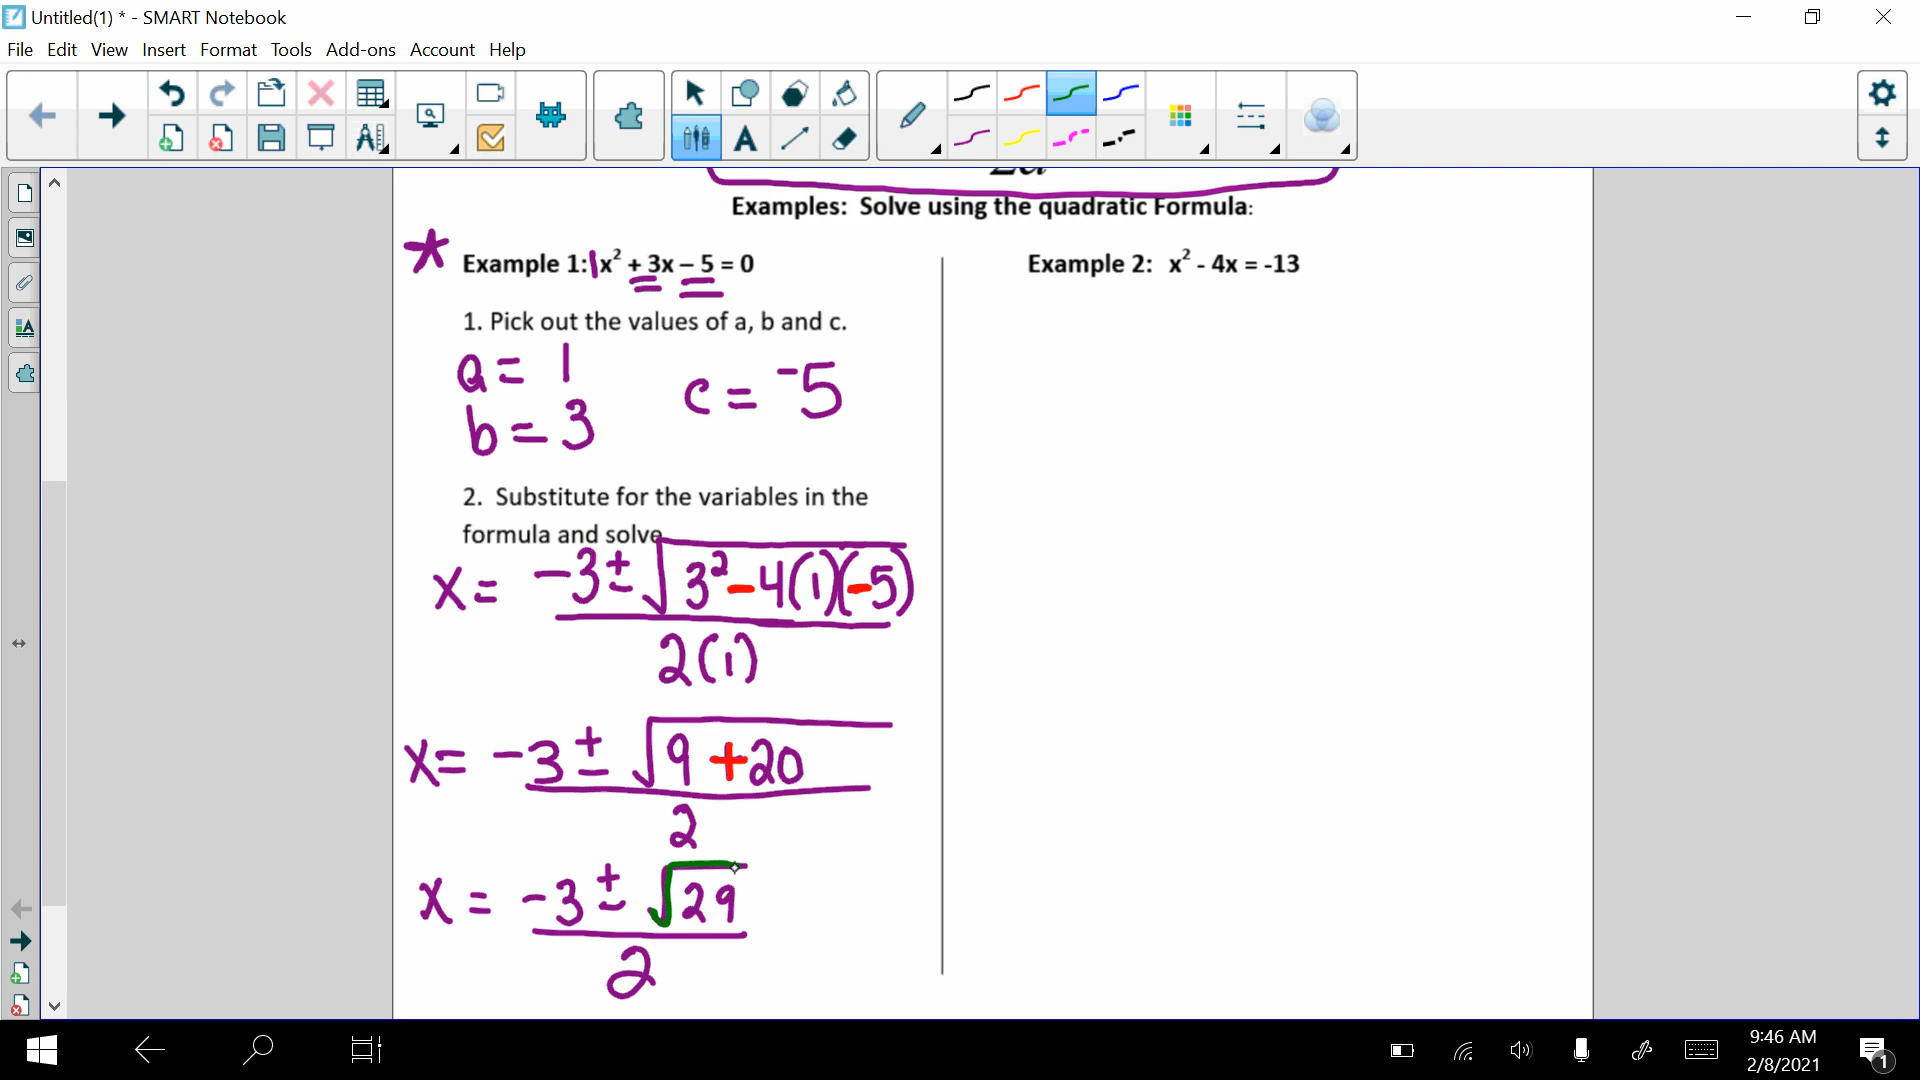 Untitled(1) * - SMART Notebook
File Edit View Insert Format Tools Add-ons Account Help
Examples: Solve using the quadratic Formula:
* Example 1: 1x² + 3x – 5 = 0
1. Pick out the values of a, b and c.
a = 1
b = 3
c = -5
2. Substitute for the variables in the
formula and solve
x = -3 ± √3² - 4(1)(-5)
2(1)
x = -3 ± √9 + 20
2
x = -3 ± √29
2
Example 2: x² - 4x = -13
9:46 AM
2/8/2021
1